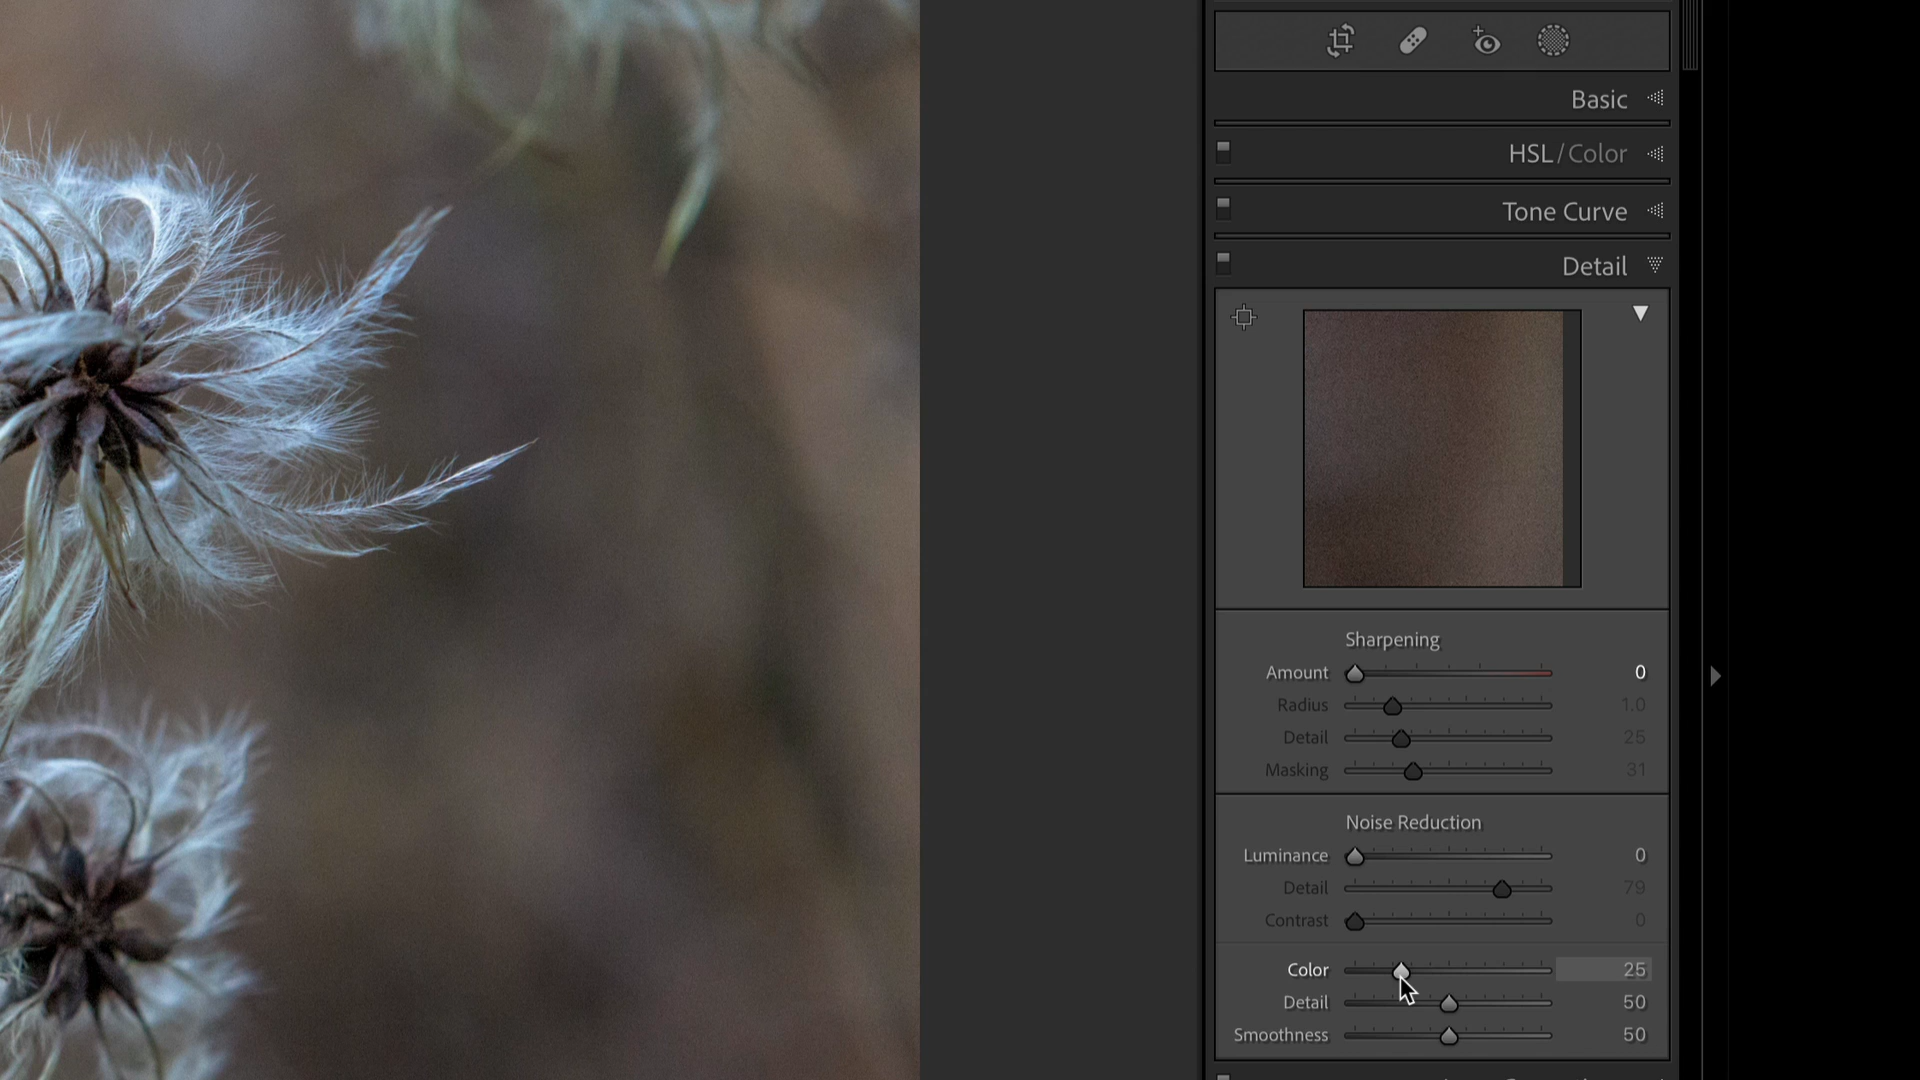 Basic
HSL / Color
Tone Curve
Detail
Sharpening
Amount 0
Radius 1.0
Detail 25
Masking 31
Noise Reduction
Luminance 0
Detail 79
Contrast 0
Color 25
Detail 50
Smoothness 50